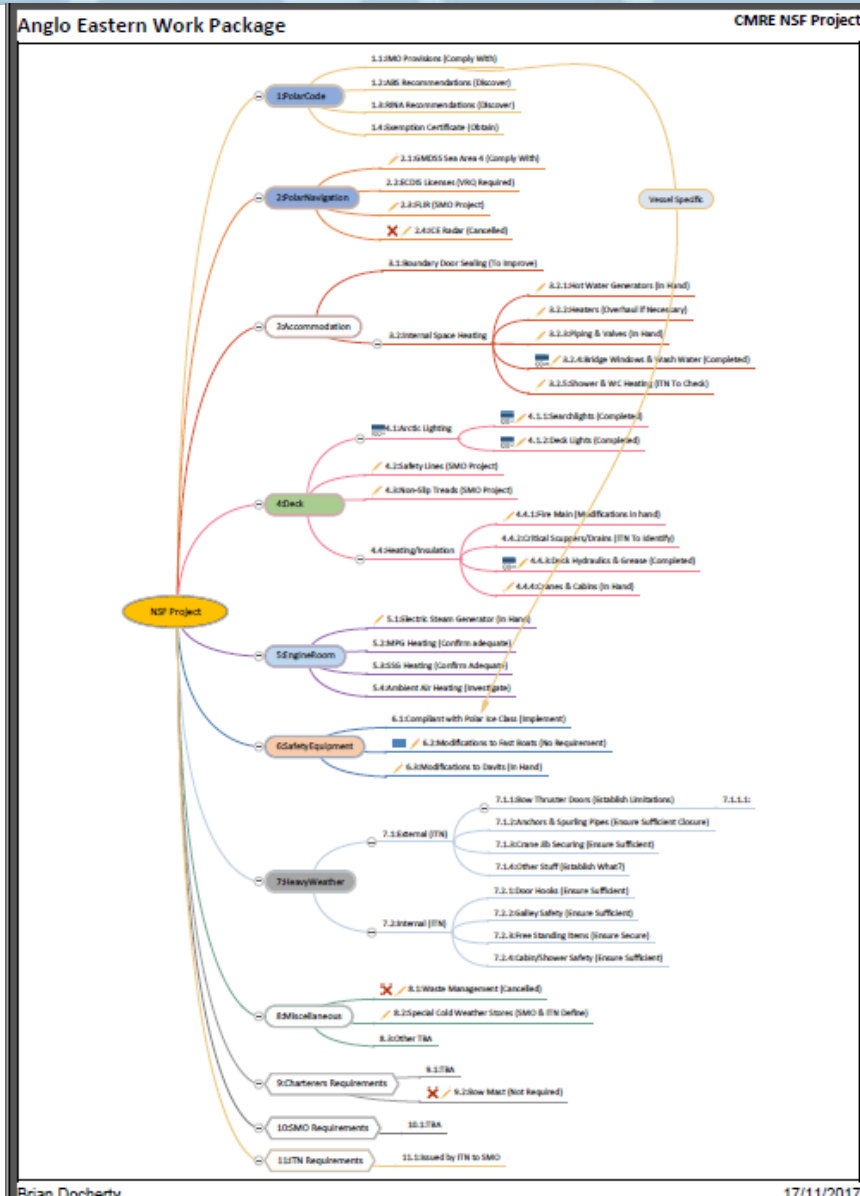 Anglo Eastern Work Package
CMRE NSF Project
1.1:IMO Provisions (Comply With)
1.2:ABS Recommendations (Discover)
1:PolarCode
1.3:RINA Recommendations (Discover)
1.4:Exemption Certificate (Obtain)
2.1:GMDSS Sea Area 4 (Comply With)
2.2:ECDIS Licenses (VRQ Required)
2:PolarNavigation
Vessel Specific
2.3:FLIR (SMO Project)
2.4:ICE Radar (Cancelled)
3.1:Boundary Door Sealing (To Improve)
3.2.1:Hot Water Generators (In Hand)
3.2.2:Heaters (Overhaul if Necessary)
3:Accommodation
3.2:Internal Space Heating
3.2.3:Piping & Valves (In Hand)
3.2.4:Bridge Windows & Wash Water (Completed)
3.2.5:Shower & WC Heating (ITN To Check)
4.1.1:Searchlights (Completed)
4.1:Arctic Lighting
4.1.2:Deck Lights (Completed)
4.2:Safety Lines (SMO Project)
4.3:Non-Slip Treads (SMO Project)
4:Deck
4.4.1:Fire Main (Modifications in hand)
4.4.2:Critical Scuppers/Drains (ITN To Identify)
4.4:Heating/Insulation
4.4.3:Deck Hydraulics & Grease (Completed)
4.4.4:Cranes & Cabins (In Hand)
NSF Project
5.1:Electric Steam Generator (In Hand)
5.2:MPG Heating (Confirm adequate)
5:EngineRoom
5.3:SSG Heating (Confirm Adequate)
5.4:Ambient Air Heating (Investigate)
6.1:Compliant with Polar Ice Class (Implement)
6:SafetyEquipment
6.2:Modifications to Fast Boats (No Requirement)
6.3:Modifications to Davits (In Hand)
7.1.1:Bow Thruster Doors (Establish Limitations)
7.1.1.1:
7.1.2:Anchors & Spurling Pipes (Ensure Sufficient Closure)
7.1:External (ITN)
7.1.3:Crane Jib Securing (Ensure Sufficient)
7.1.4:Other Stuff (Establish What?)
7:HeavyWeather
7.2.1:Door Hooks (Ensure Sufficient)
7.2.2:Galley Safety (Ensure Sufficient)
7.2:Internal (ITN)
7.2.3:Free Standing Items (Ensure Secure)
7.2.4:Cabin/Shower Safety (Ensure Sufficient)
8.1:Waste Management (Cancelled)
8:Miscellaneous
8.2:Special Cold Weather Stores (SMO & ITN Define)
8.3:Other TBA
9.1:TBA
9:Charterers Requirements
9.2:Bow Mast (Not Required)
10:SMO Requirements
10.1:TBA
11:ITN Requirements
11.1:Issued by ITN to SMO
Brian Docherty
17/11/2017